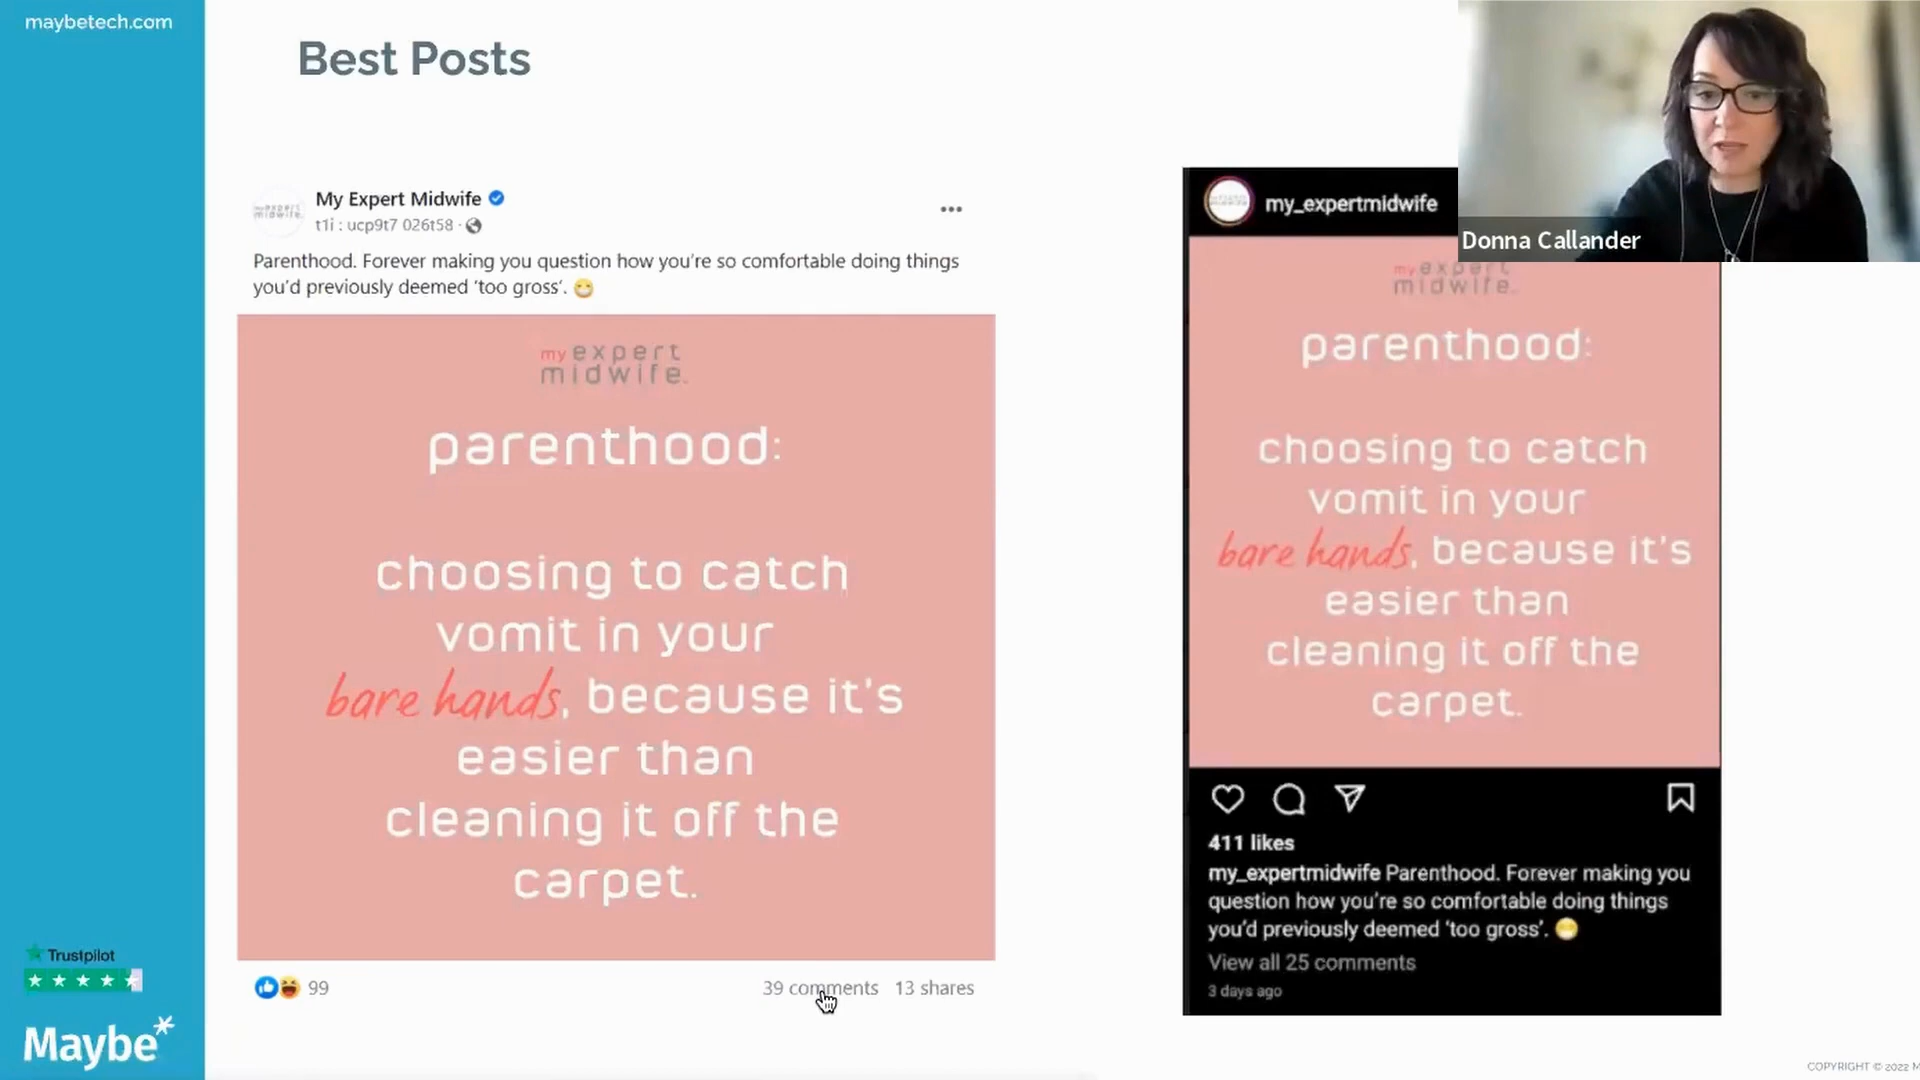 maybetech.com
Best Posts
My Expert Midwife
t1i : ucp9t7 026t58 ·
Parenthood. Forever making you question how you're so comfortable doing things
you'd previously deemed 'too gross'. 😷
my expert
midwife.
parenthood:
choosing to catch
vomit in your
bare hands, because it's
easier than
cleaning it off the
carpet.
99
39 comments 13 shares
my_expertmidwife
my expert
midwife.
parenthood:
choosing to catch
vomit in your
bare hands, because it's
easier than
cleaning it off the
carpet.
411 likes
my_expertmidwife Parenthood. Forever making you
question how you're so comfortable doing things
you'd previously deemed 'too gross'. 😷
View all 25 comments
3 days ago
Donna Callander
Trustpilot
Maybe*
COPYRIGHT © 2022 M